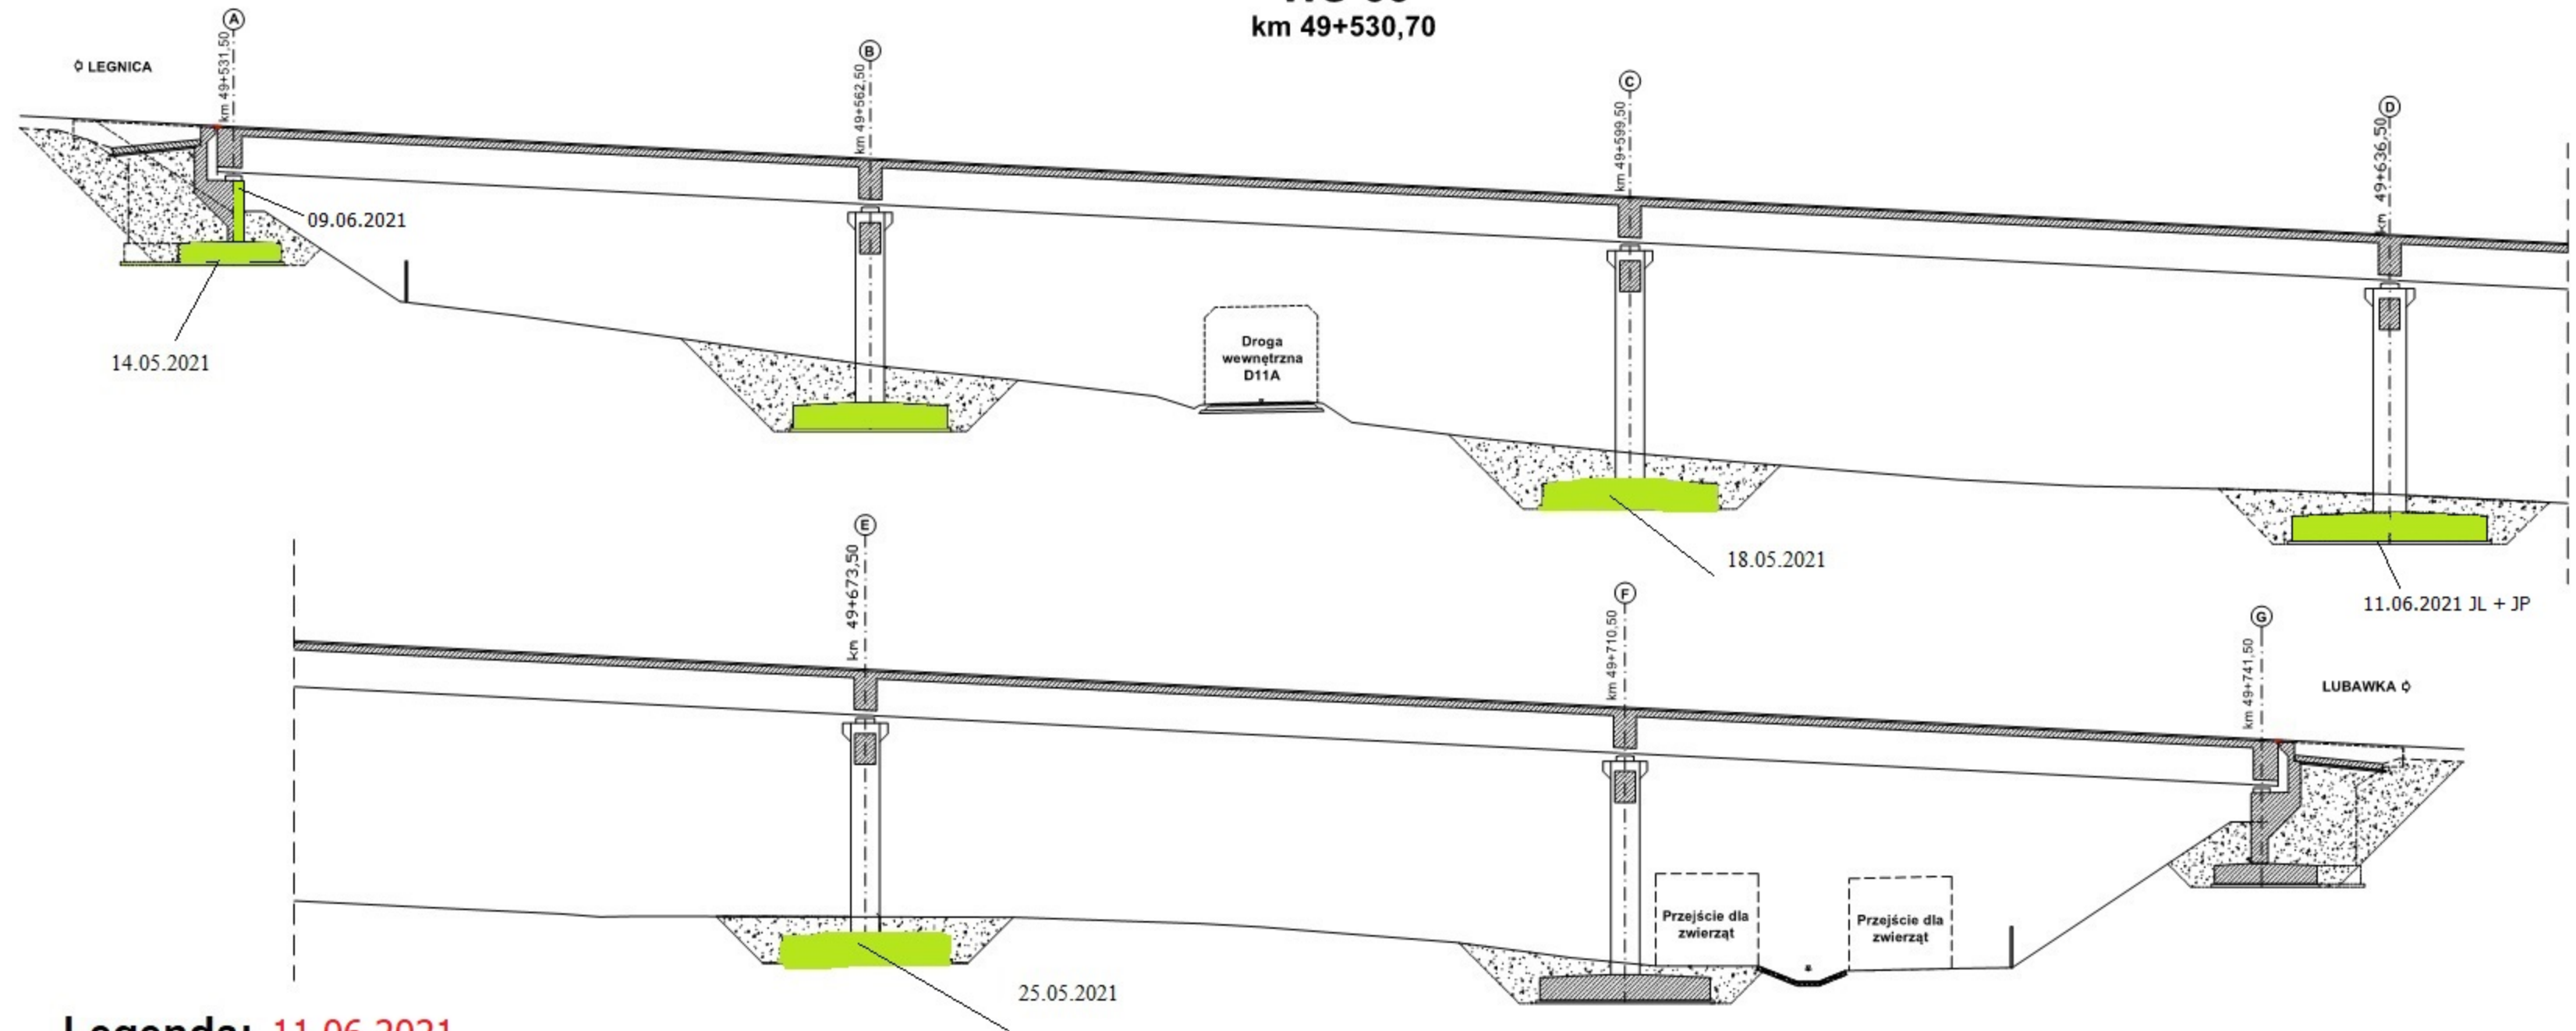 km 49+530,70
A
km 49+531,50
LEGNICA
B
km 49+562,50
C
km 49+599,50
D
km 49+636,50
09.06.2021
14.05.2021
Droga
wewnętrzna
D11A
18.05.2021
11.06.2021 JL + JP
E
km 49+673,50
F
km 49+710,50
G
km 49+741,50
LUBAWKA
Przejście dla
zwierząt
Przejście dla
zwierząt
25.05.2021
Legenda: 11.06.2021